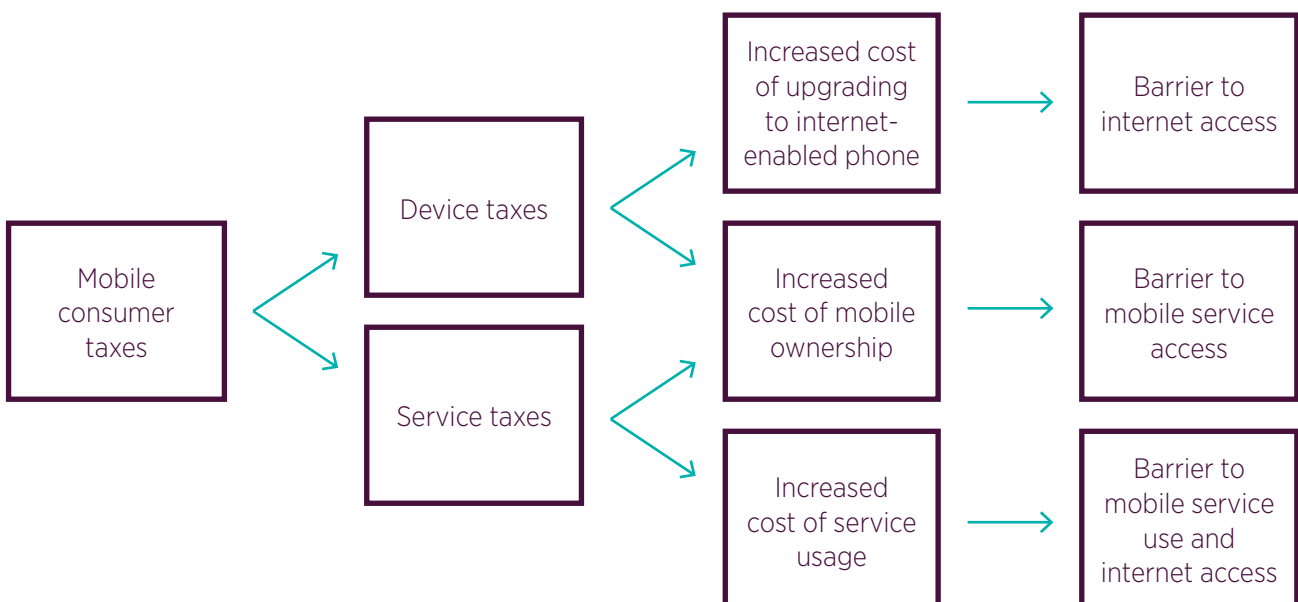 Mobile
consumer
taxes
Device taxes
Service taxes
Increased cost
of upgrading
to internet-
enabled phone
Increased
cost of mobile
ownership
Increased
cost of service
usage
Barrier to
internet access
Barrier to
mobile service
access
Barrier to
mobile service
use and
internet access